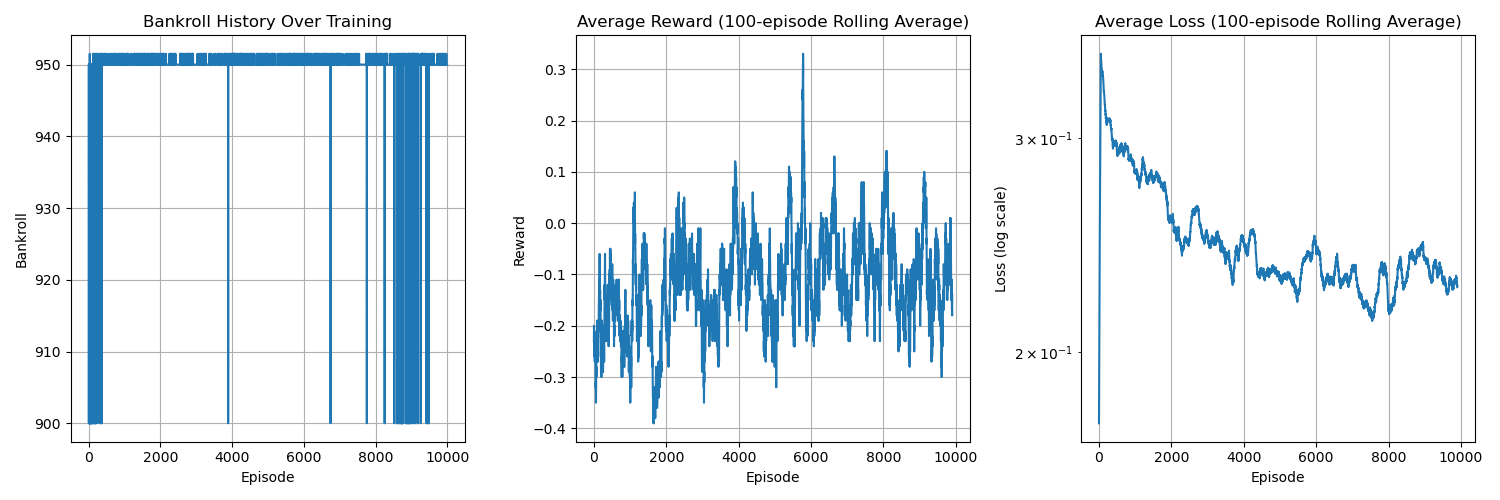 Bankroll History Over Training
950
940
930
920
910
900
Bankroll
0
2000
4000
6000
8000
10000
Episode
Average Reward (100-episode Rolling Average)
0.3
0.2
0.1
0.0
−0.1
−0.2
−0.3
−0.4
Reward
0
2000
4000
6000
8000
10000
Episode
Average Loss (100-episode Rolling Average)
3 × 10⁻¹
2 × 10⁻¹
Loss (log scale)
0
2000
4000
6000
8000
10000
Episode